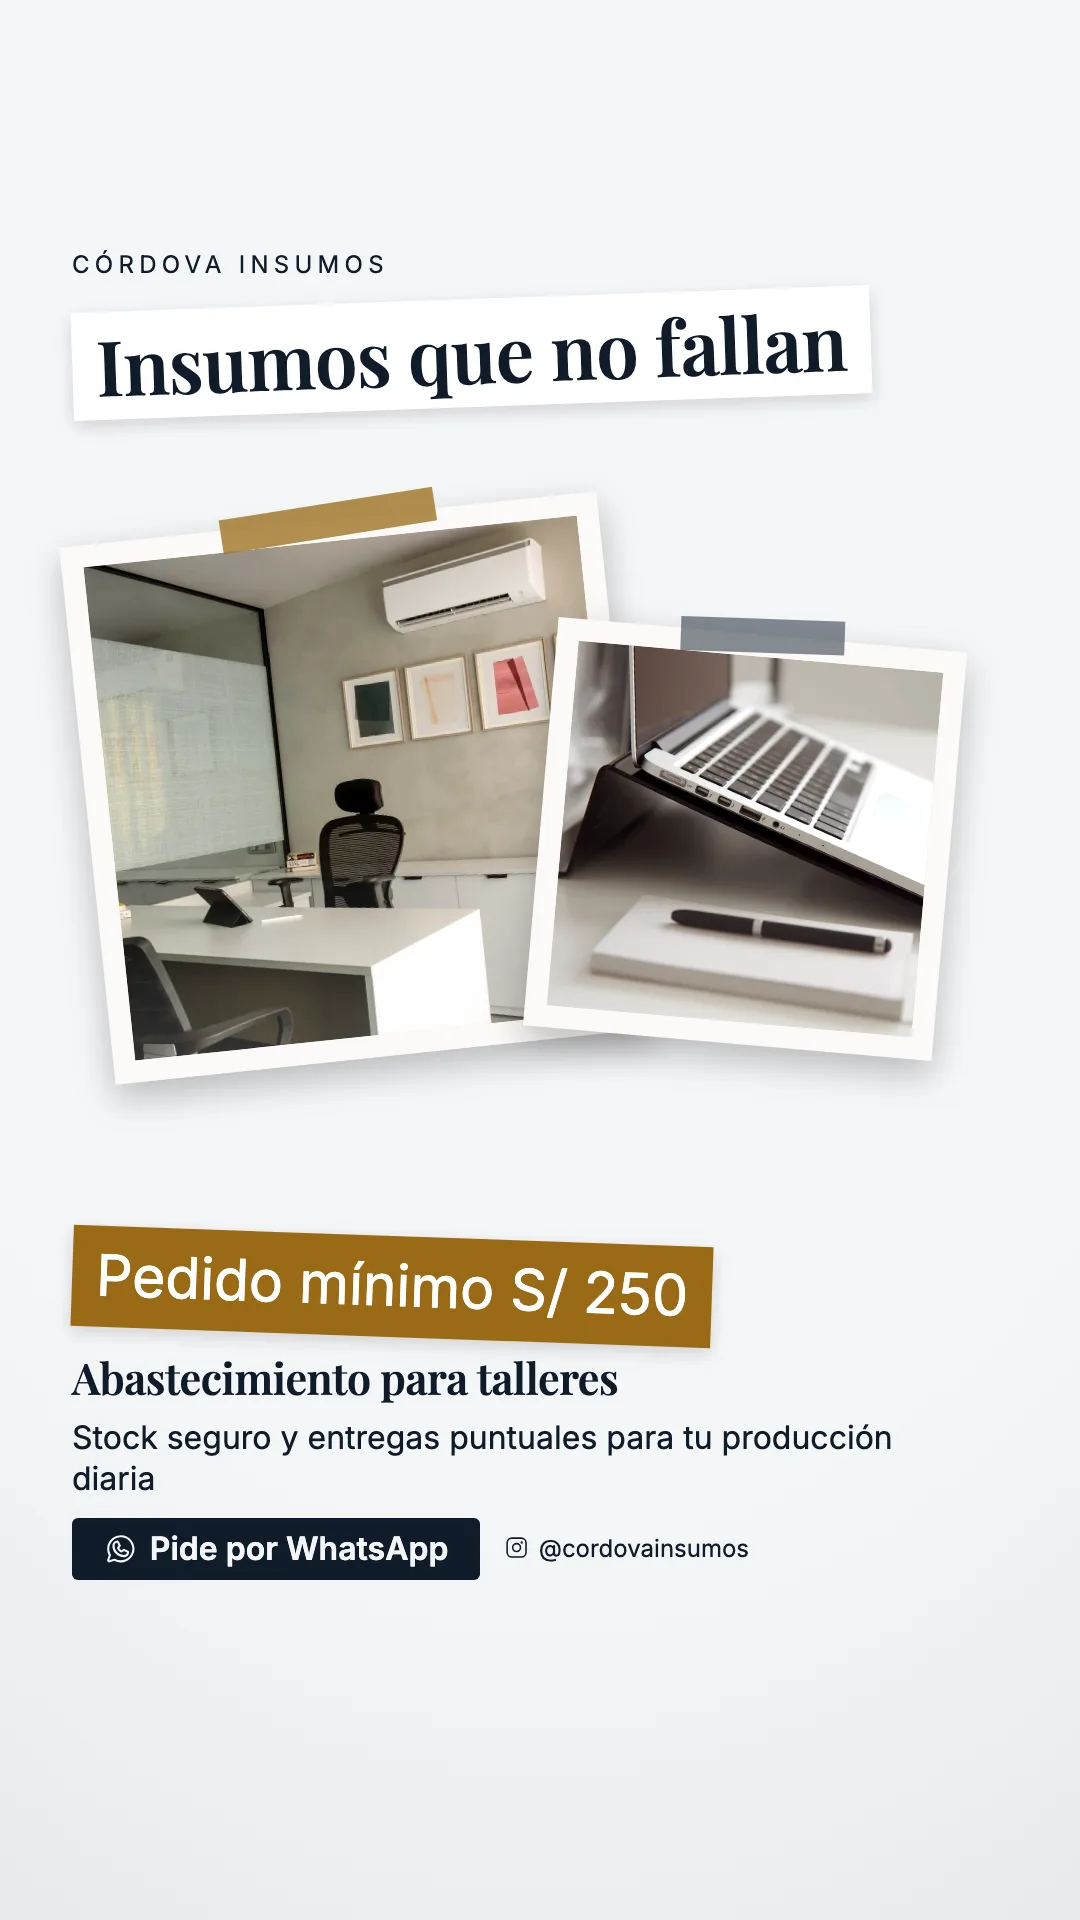 CÓRDOVA INSUMOS
Insumos que no fallan
Pedido mínimo S/ 250
Abastecimiento para talleres
Stock seguro y entregas puntuales para tu producción
diaria
Pide por WhatsApp
@cordovainsumos